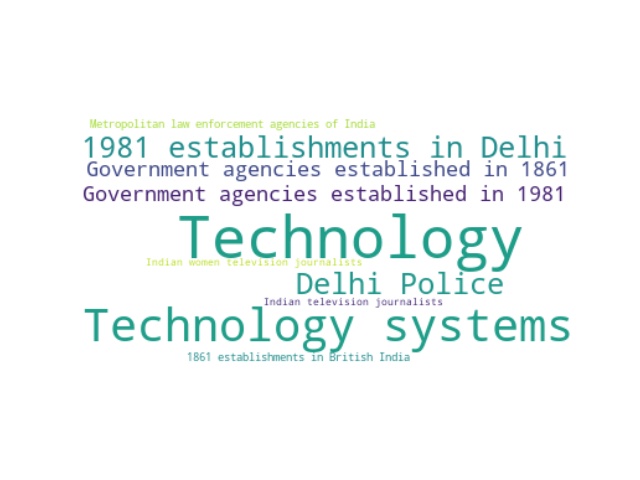 Metropolitan law enforcement agencies of India
1981 establishments in Delhi
Government agencies established in 1861
Government agencies established in 1981
Technology
Indian women television journalists
Delhi Police
Indian television journalists
Technology systems
1861 establishments in British India